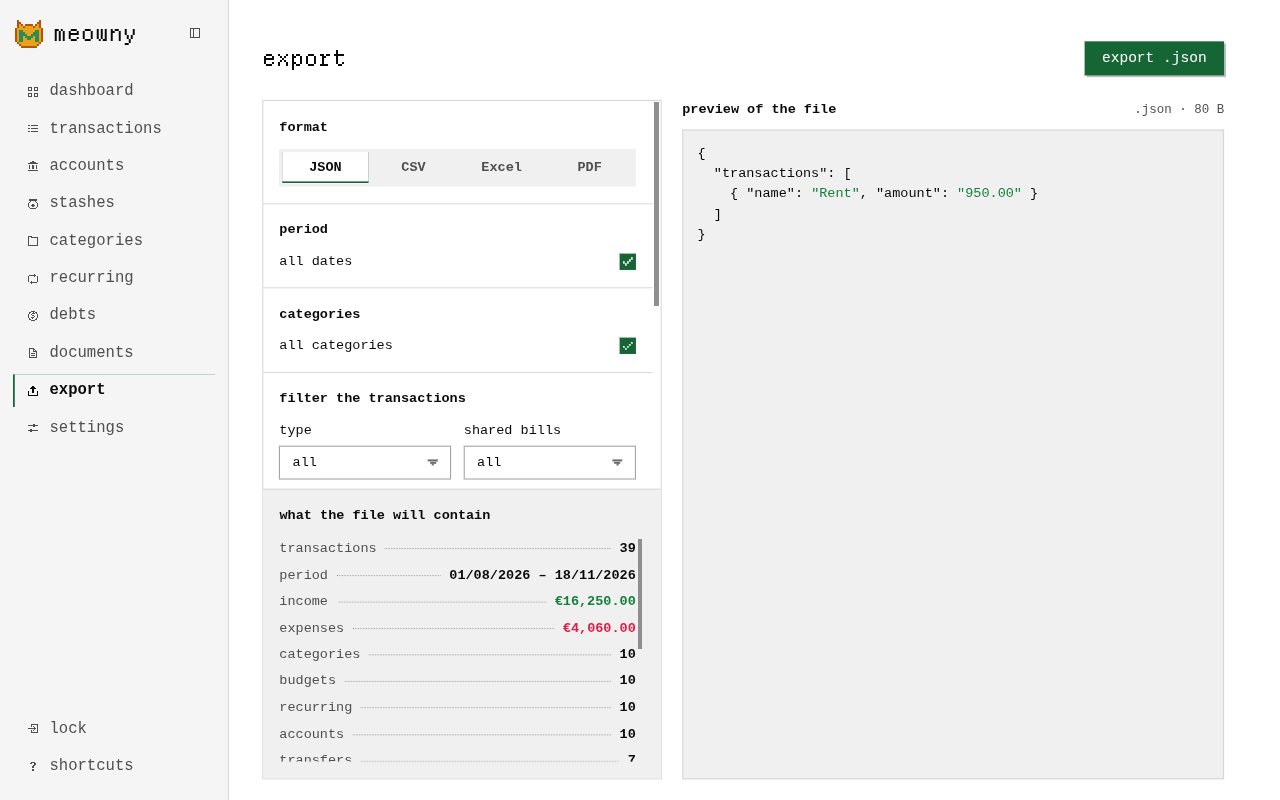 meowny
dashboard
transactions
accounts
stashes
categories
recurring
debts
documents
export
settings
lock
? shortcuts
export
export .json
format
JSON CSV Excel PDF
period
all dates
categories
all categories
filter the transactions
type shared bills
all all
what the file will contain
transactions 39
period 01/08/2026 – 18/11/2026
income €16,250.00
expenses €4,060.00
categories 10
budgets 10
recurring 10
accounts 10
transfers 7
preview of the file .json · 80 B
{
"transactions": [
{ "name": "Rent", "amount": "950.00" }
]
}